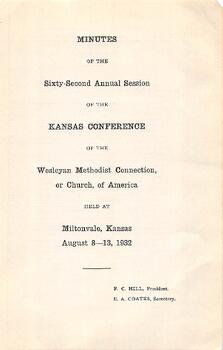 MINUTES
OF THE
Sixty-Second Annual Session
OF THE
KANSAS CONFERENCE
OF THE
Wesleyan Methodist Connection,
or Church, of America
HELD AT
Miltonvale, Kansas
August 8—13, 1932
F. C. HILL, President.
E. A. COATES, Secretary.